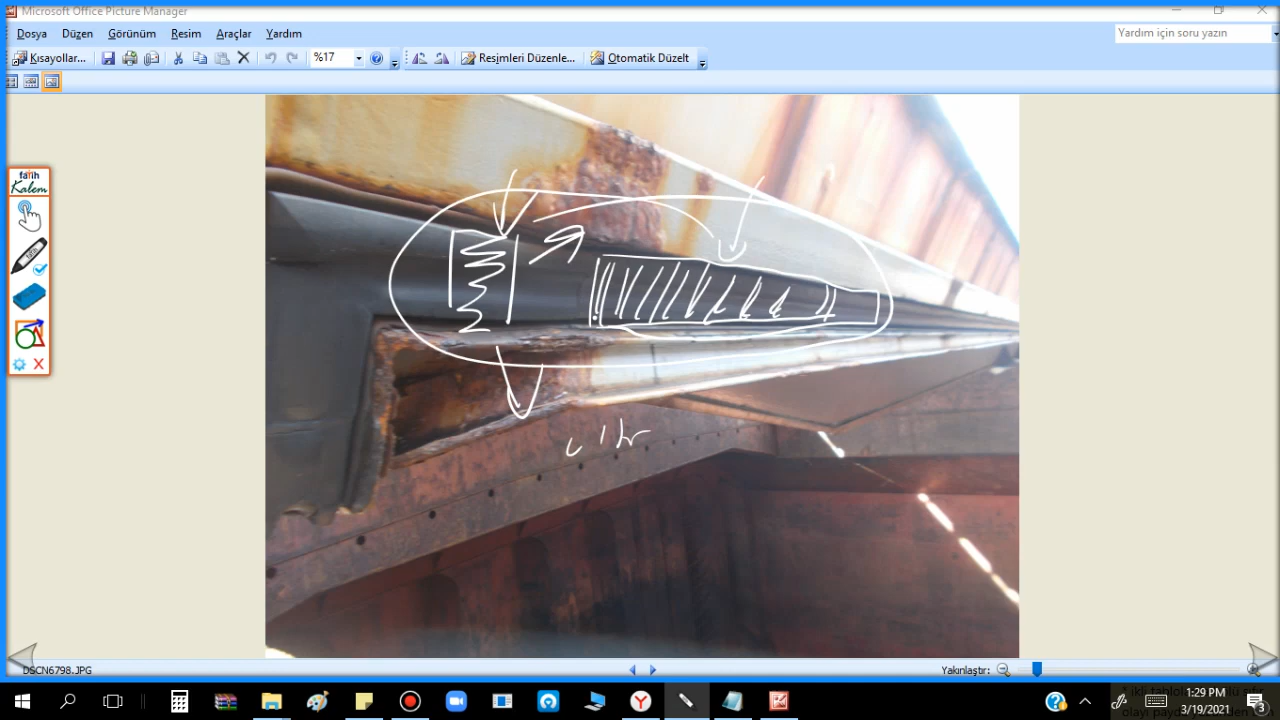 Microsoft Office Picture Manager
Dosya Düzen Görünüm Resim Araçlar Yardım
Yardım için soru yazın
Kısayollar... %17 Resimleri Düzenle... Otomatik Düzelt
fatih
Kalem
DSCN6798.JPG
Yakınlaştır:
1:29 PM
3/19/2021
3